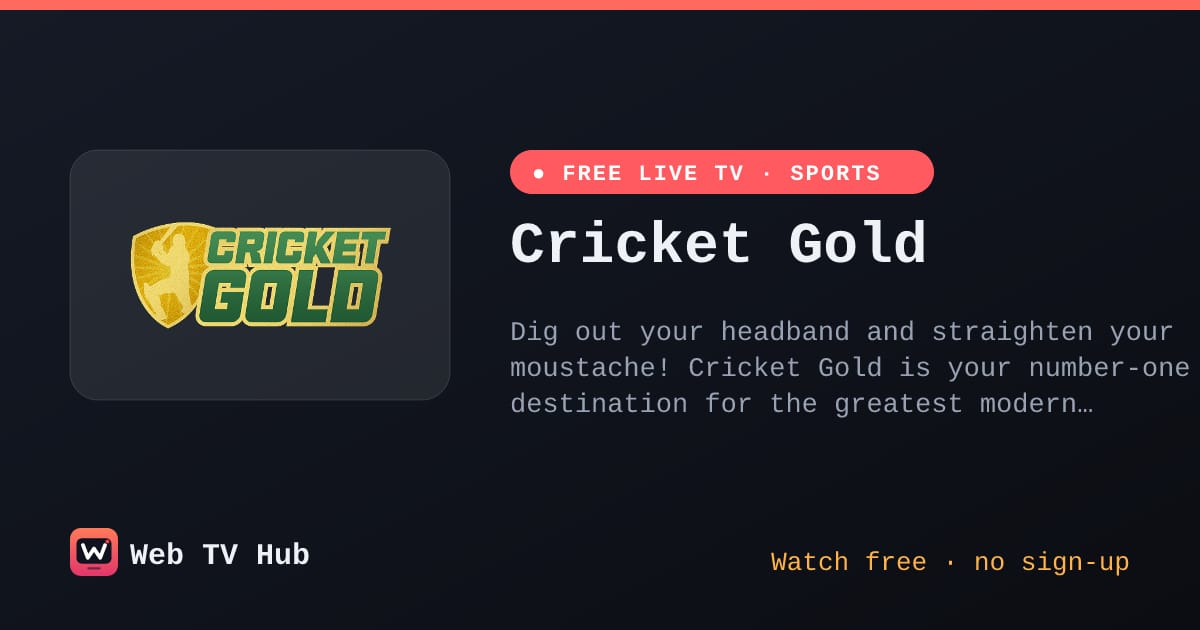 CRICKET
GOLD
● FREE LIVE TV · SPORTS
Cricket Gold
Dig out your headband and straighten your
moustache! Cricket Gold is your number-one
destination for the greatest modern…
W
Web TV Hub
Watch free · no sign-up